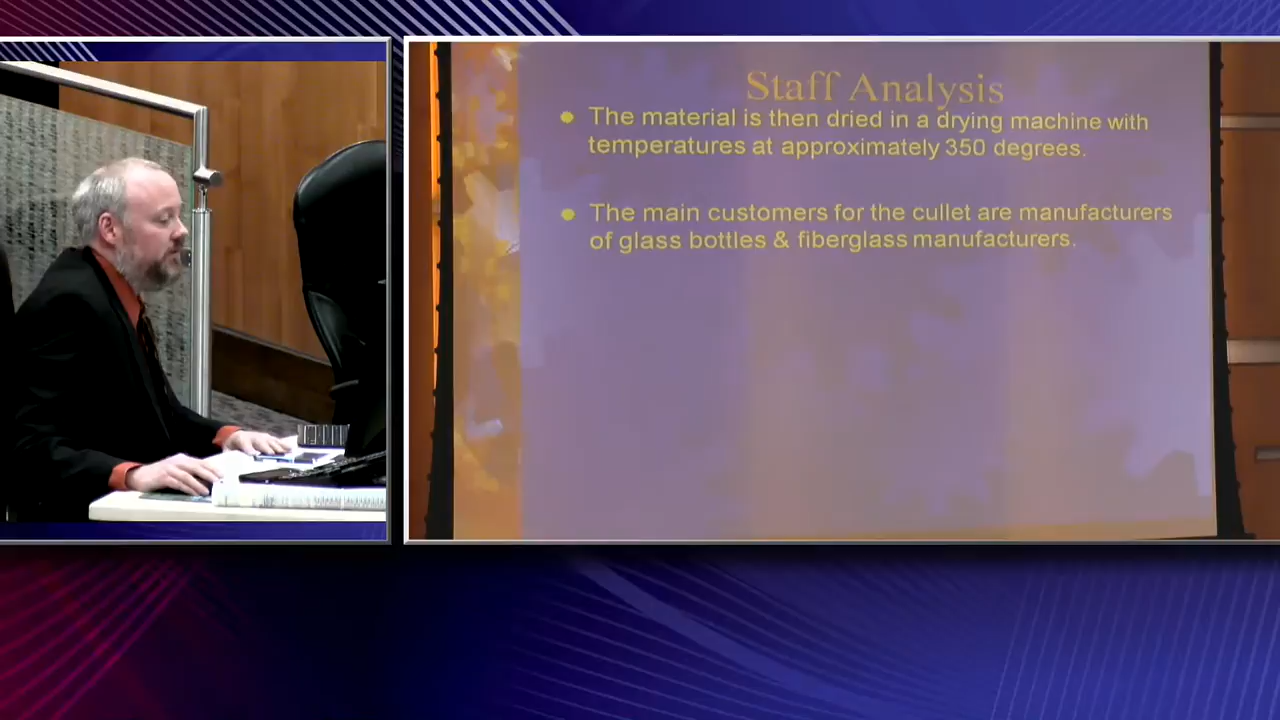 Staff Analysis
The material is then dried in a drying machine with
temperatures at approximately 350 degrees.
The main customers for the cullet are manufacturers
of glass bottles & fiberglass manufacturers.